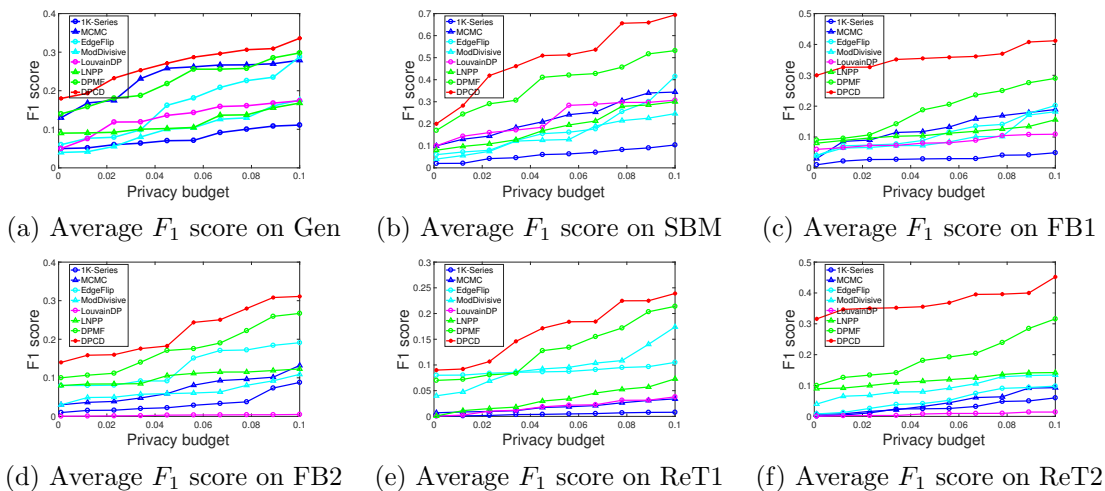 F1 score
0.4
0.3
0.2
0.1
0
1K-Series
MCMC
EdgeFlip
ModDivisive
LouvainDP
LNPP
DPMF
DPCD
0 0.02 0.04 0.06 0.08 0.1
Privacy budget
(a) Average F₁ score on Gen
F1 score
0.7
0.6
0.5
0.4
0.3
0.2
0.1
0
1K-Series
MCMC
EdgeFlip
ModDivisive
LouvainDP
LNPP
DPMF
DPCD
0 0.02 0.04 0.06 0.08 0.1
Privacy budget
(b) Average F₁ score on SBM
F1 score
0.5
0.4
0.3
0.2
0.1
0
1K-Series
MCMC
EdgeFlip
ModDivisive
LouvainDP
LNPP
DPMF
DPCD
0 0.02 0.04 0.06 0.08 0.1
Privacy budget
(c) Average F₁ score on FB1
F1 score
0.4
0.3
0.2
0.1
0
1K-Series
MCMC
EdgeFlip
ModDivisive
LouvainDP
LNPP
DPMF
DPCD
0 0.02 0.04 0.06 0.08 0.1
Privacy budget
(d) Average F₁ score on FB2
F1 score
0.3
0.25
0.2
0.15
0.1
0.05
0
1K-Series
MCMC
EdgeFlip
ModDivisive
LouvainDP
LNPP
DPMF
DPCD
0 0.02 0.04 0.06 0.08 0.1
Privacy budget
(e) Average F₁ score on ReT1
F1 score
0.5
0.4
0.3
0.2
0.1
0
1K-Series
MCMC
EdgeFlip
ModDivisive
LouvainDP
LNPP
DPMF
DPCD
0 0.02 0.04 0.06 0.08 0.1
Privacy budget
(f) Average F₁ score on ReT2